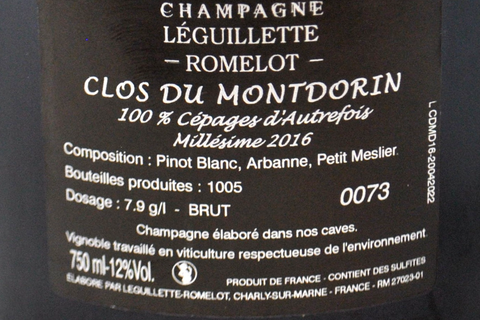 CHAMPAGNE
LÉGUILLETTE
- ROMELOT -
CLOS DU MONTDORIN
100 % Cépages d'Autrefois
Millésime 2016
Composition : Pinot Blanc, Arbanne, Petit Meslier.
Bouteilles produites : 1005
Dosage : 7.9 g/l - BRUT
0073
Champagne élaboré dans nos caves.
Vignoble travaillé en viticulture respectueuse de l'environnement.
750 ml-12%Vol.
PRODUIT DE FRANCE - CONTIENT DES SULFITES
ÉLABORÉ PAR LEGUILLETTE-ROMELOT, CHARLY-SUR-MARNE - FRANCE - RM 27023-01
L CDMD16-20042022